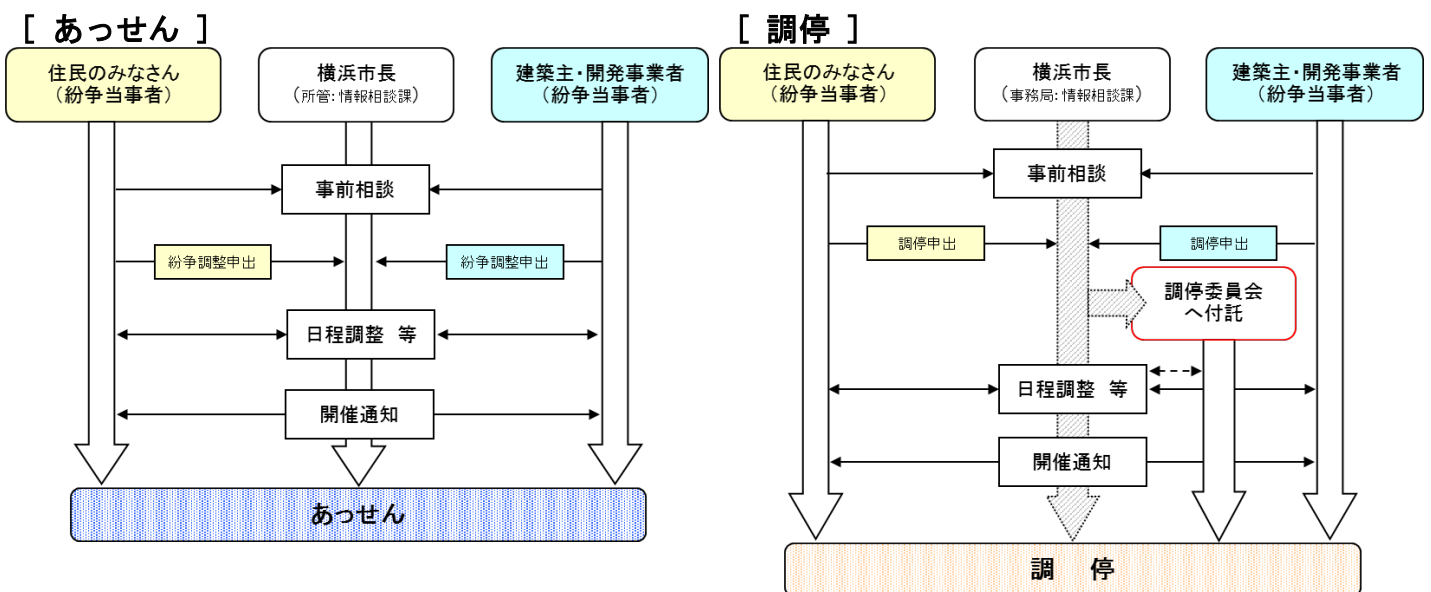 [ あっせん ]
住民のみなさん
（紛争当事者）
横浜市長
（所管：情報相談課）
建築主・開発事業者
（紛争当事者）
事前相談
紛争調整申出
紛争調整申出
日程調整 等
開催通知
あっせん
[ 調停 ]
住民のみなさん
（紛争当事者）
横浜市長
（事務局：情報相談課）
建築主・開発事業者
（紛争当事者）
事前相談
調停申出
調停申出
調停委員会
へ付託
日程調整 等
開催通知
調 停